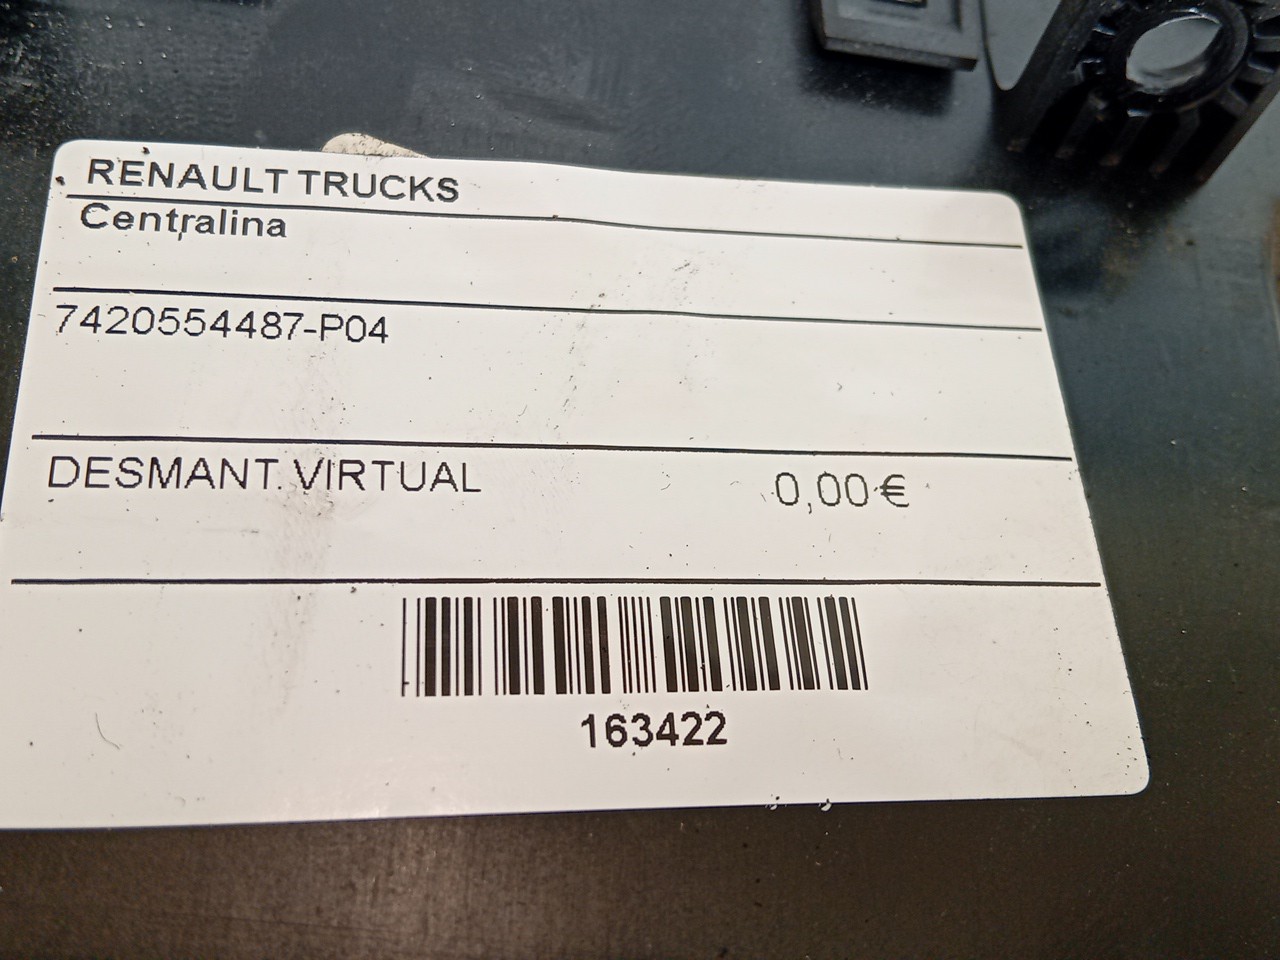 RENAULT TRUCKS
Centralina
7420554487-P04
DESMANT. VIRTUAL 0,00 €
163422